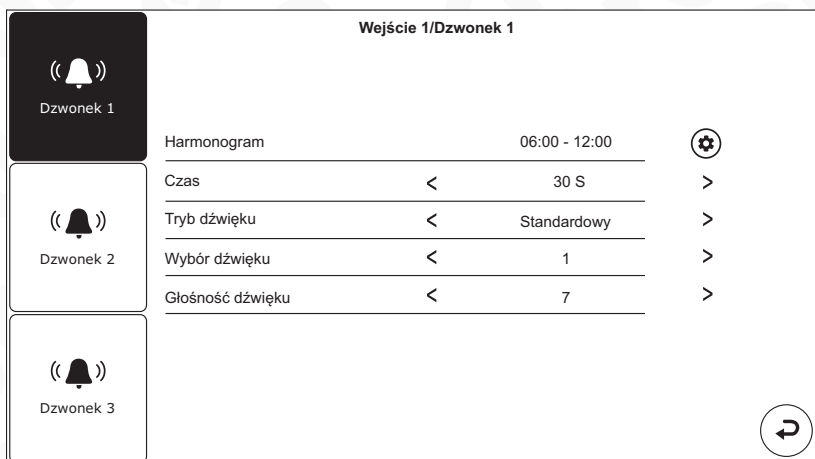 Wejście 1/Dzwonek 1
Dzwonek 1
Harmonogram 06:00 - 12:00
Czas < 30 S >
Tryb dźwięku < Standardowy >
Dzwonek 2
Wybór dźwięku < 1 >
Głośność dźwięku < 7 >
Dzwonek 3